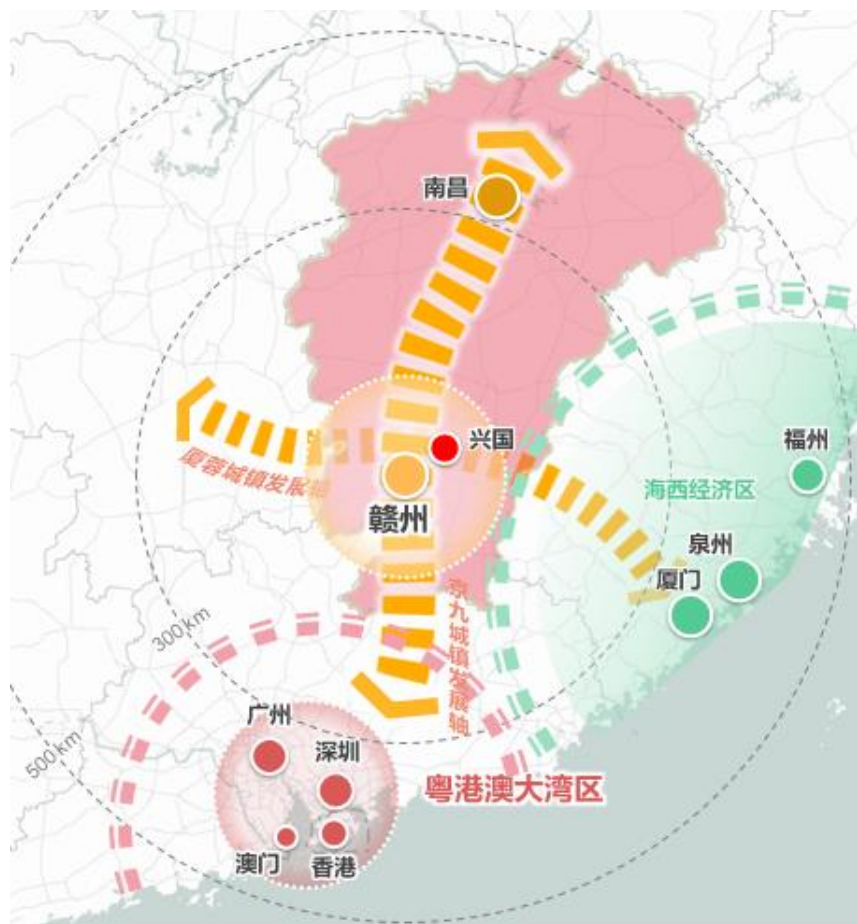 南昌
兴国
福州
厦蓉城镇发展轴
海西经济区
赣州
泉州
厦门
京九城镇发展轴
300km
广州
500km
深圳
粤港澳大湾区
澳门
香港